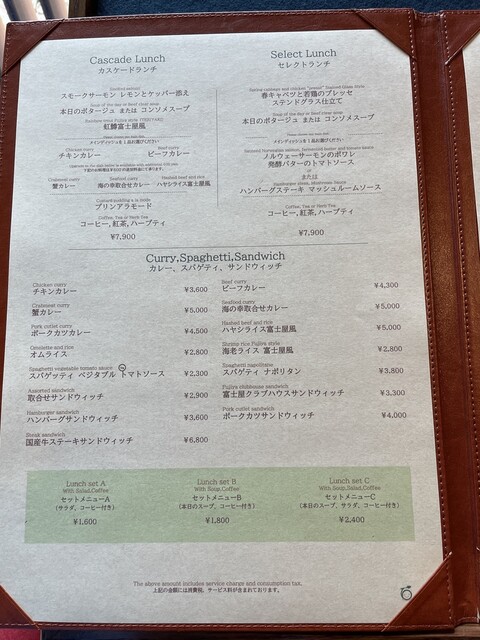 Cascade Lunch
カスケードランチ
Seafood salmon
スモークサーモン レモンとケッパー添え
Soup of the day or Beef clear soup
本日のポタージュ または コンソメスープ
紅鱒富士屋風
メインディッシュを1品お選びください
Chicken curry
チキンカレー
Beef curry
ビーフカレー
Crabmeat curry
蟹カレー
Seafood curry
海の幸取合せカレー
Hashed beef and rice
ハヤシライス富士屋風
Custard pudding a la mode
プリンアラモード
Coffee, Tea or Herb Tea
コーヒー, 紅茶, ハーブティ
¥7,900
Select Lunch
セレクトランチ
春キャベツと若鶏のプレッセ
ステンドグラス仕立て
Soup of the day or Beef clear soup
本日のポタージュ または コンソメスープ
メインディッシュを1品お選びください
ノルウェーサーモンのポワレ
発酵バターのトマトソース
または
Hamburg steak, Mushroom Sauce
ハンバーグステーキ マッシュルームソース
Coffee, Tea or Herb Tea
コーヒー, 紅茶, ハーブティ
¥7,900
Curry,Spaghetti,Sandwich
カレー、スパゲティ、サンドウィッチ
Chicken curry
チキンカレー ¥3,600
Crabmeat curry
蟹カレー ¥5,000
Pork cutlet curry
ポークカツカレー ¥4,500
Omelette and rice
オムライス ¥2,800
Spaghetti vegetable tomato sauce
スパゲティ ベジタブル トマトソース ¥2,300
Assorted sandwich
取合せサンドウィッチ ¥2,900
Hamburger sandwich
ハンバーグサンドウィッチ ¥3,600
Steak sandwich
国産牛ステーキサンドウィッチ ¥6,800
Beef curry
ビーフカレー ¥4,300
Seafood curry
海の幸取合せカレー ¥5,000
Hashed beef and rice
ハヤシライス富士屋風 ¥5,000
Shrimp rice Fujiya style
海老ライス 富士屋風 ¥2,800
Spaghetti napolitana
スパゲティ ナポリタン ¥3,800
Fujiya clubhouse sandwich
富士屋クラブハウスサンドウィッチ ¥3,300
Pork cutlet sandwich
ポークカツサンドウィッチ ¥4,000
Lunch set A
With Salad,Coffee
セットメニューA
(サラダ、コーヒー付き)
¥1,600
Lunch set B
With Soup,Coffee
セットメニューB
(本日のスープ、コーヒー付き)
¥1,800
Lunch set C
With Soup,Salad,Coffee
セットメニューC
(本日のスープ、サラダ、コーヒー付き)
¥2,400
The above amount includes service charge and consumption tax.
上記の金額には消費税、サービス料が含まれております。